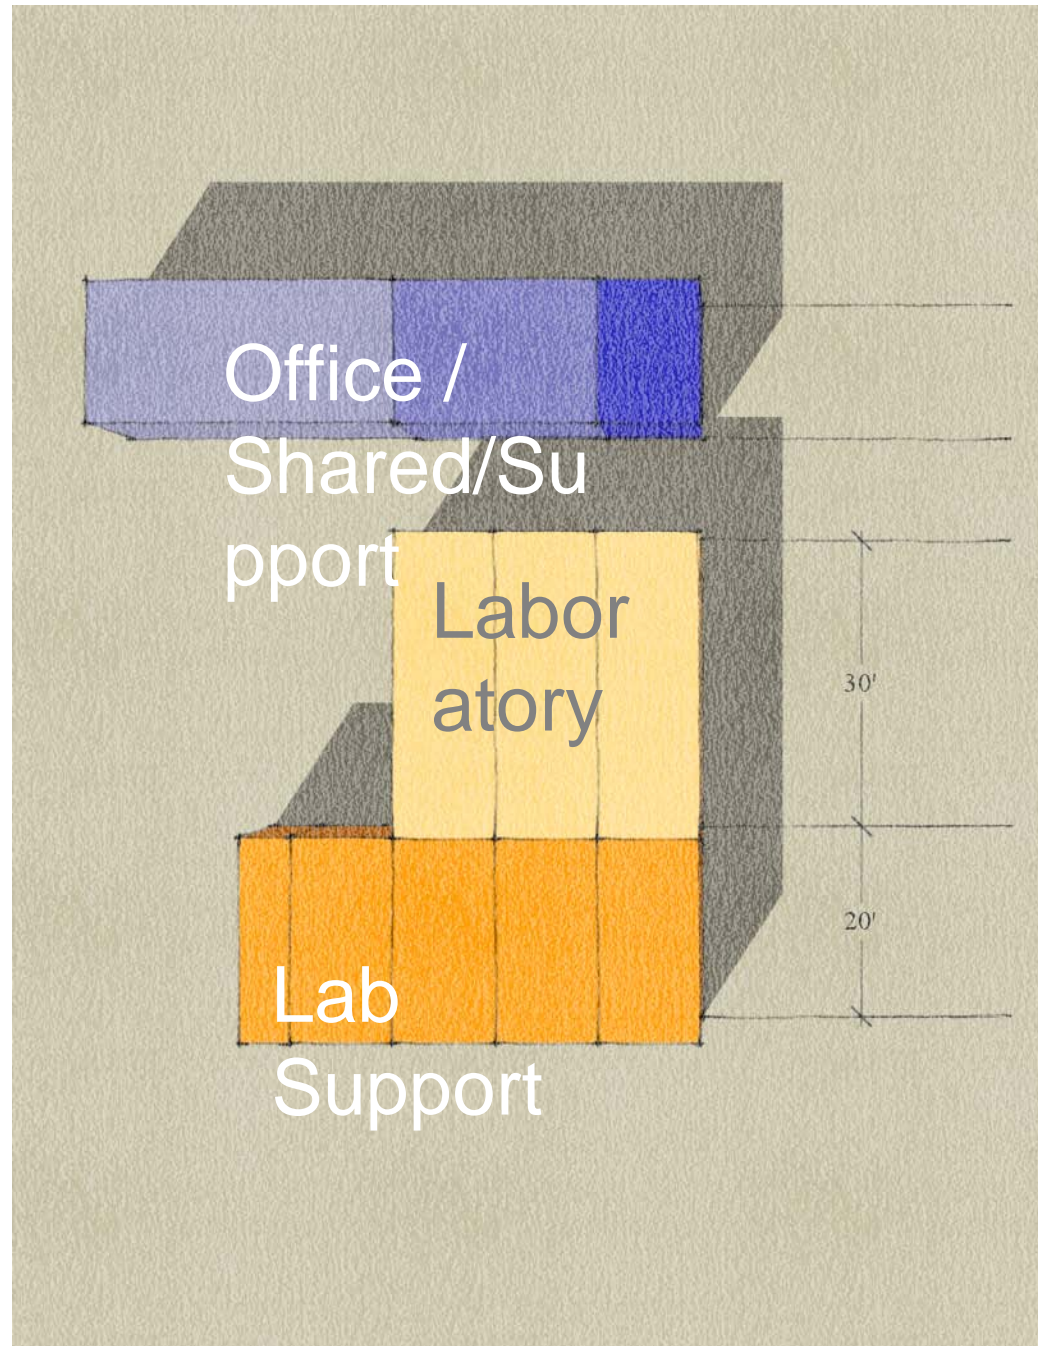 Office /
Shared/Su
pport
Labor
atory
30'
20'
Lab
Support